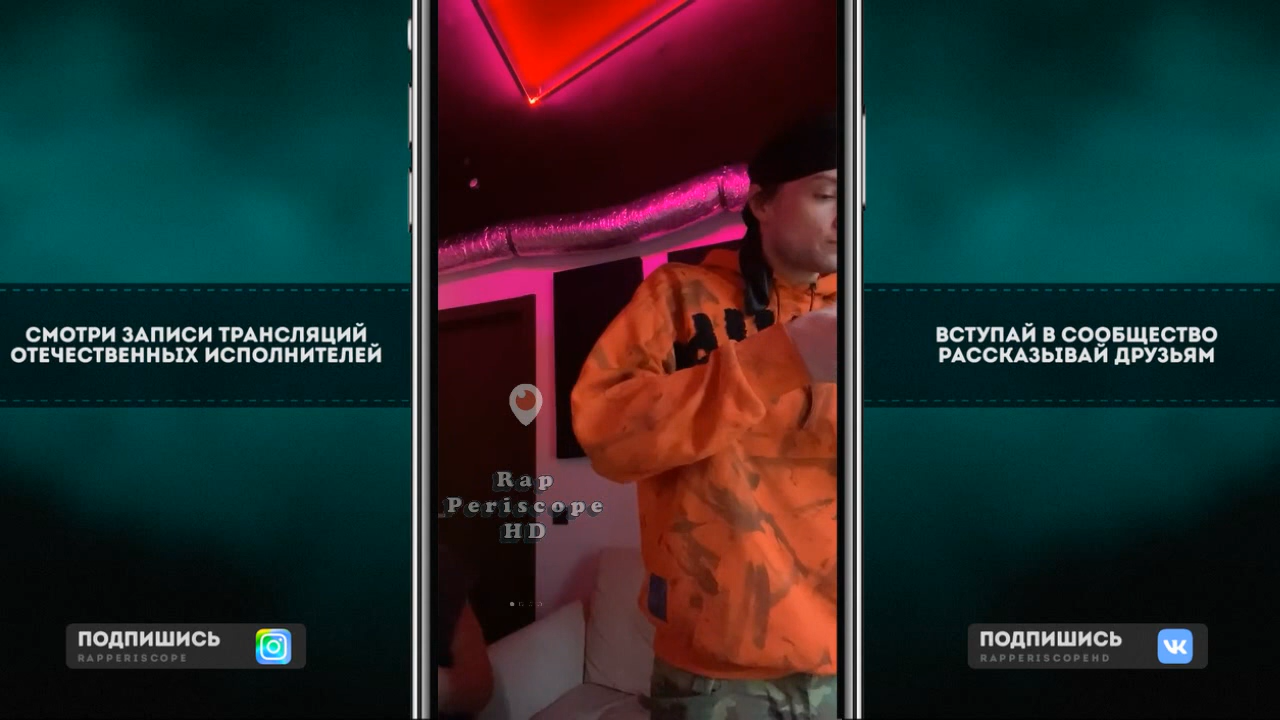 СМОТРИ ЗАПИСИ ТРАНСЛЯЦИЙ
ОТЕЧЕСТВЕННЫХ ИСПОЛНИТЕЛЕЙ
ВСТУПАЙ В СООБЩЕСТВО
РАССКАЗЫВАЙ ДРУЗЬЯМ
Rap
Periscope
HD
ПОДПИШИСЬ
RAPPERISCOPE
ПОДПИШИСЬ
RAPPERISCOPEHD